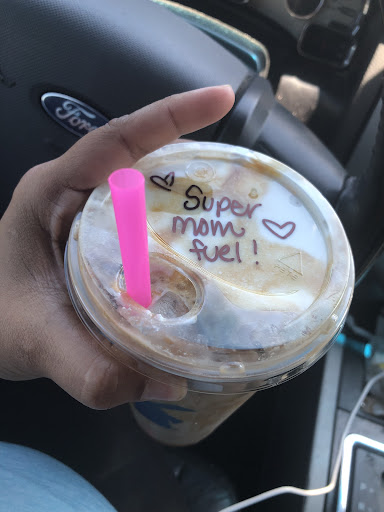 Ford
♡ Super ♡
mom
fuel!